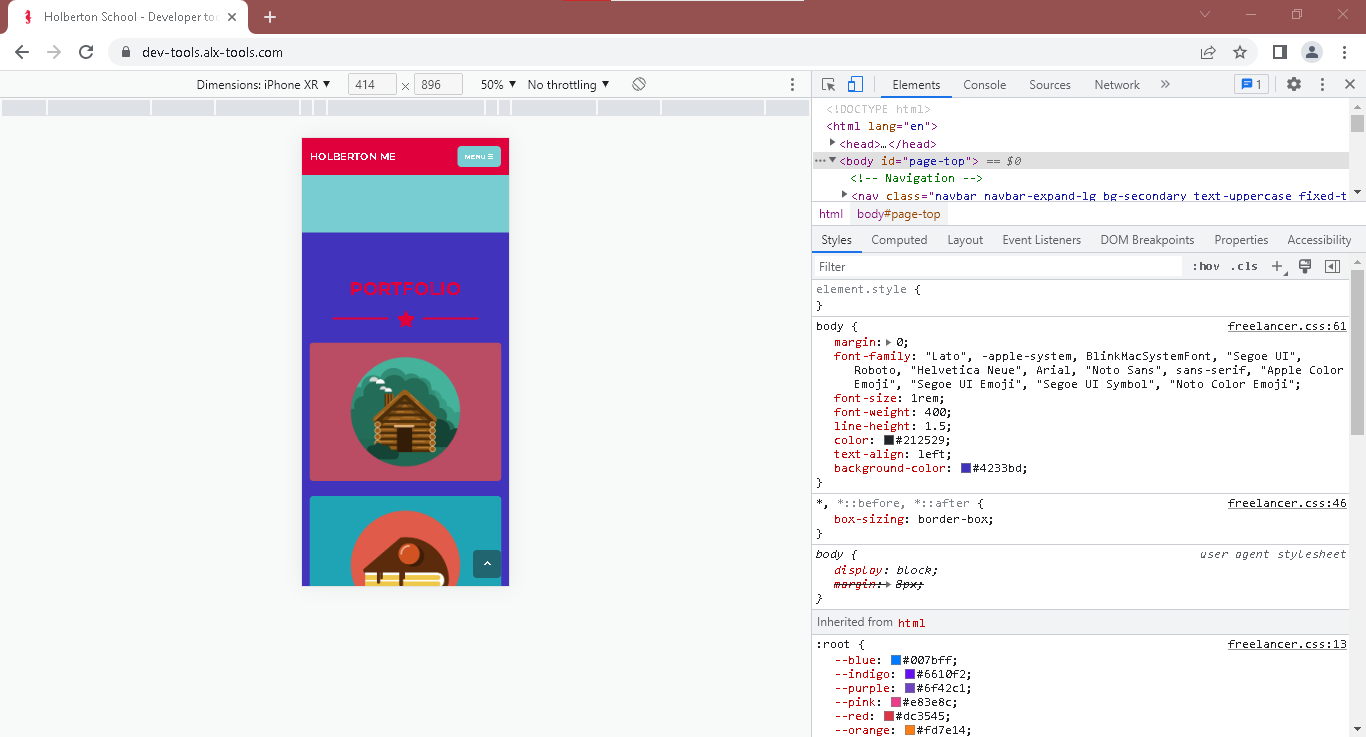 Holberton School - Developer too
dev-tools.alx-tools.com
Dimensions: iPhone XR 414 × 896 50% No throttling
HOLBERTON ME MENU
PORTFOLIO
Elements Console Sources Network 1
<!DOCTYPE html>
<html lang="en">
<head>…</head>
<body id="page-top"> == $0
<!-- Navigation -->
<nav class="navbar navbar-expand-lg bg-secondary text-uppercase fixed-t
html body#page-top
Styles Computed Layout Event Listeners DOM Breakpoints Properties Accessibility
Filter :hov .cls
element.style {
}
body { freelancer.css:61
margin: 0;
font-family: "Lato", -apple-system, BlinkMacSystemFont, "Segoe UI",
Roboto, "Helvetica Neue", Arial, "Noto Sans", sans-serif, "Apple Color
Emoji", "Segoe UI Emoji", "Segoe UI Symbol", "Noto Color Emoji";
font-size: 1rem;
font-weight: 400;
line-height: 1.5;
color: #212529;
text-align: left;
background-color: #4233bd;
}
*, *::before, *::after { freelancer.css:46
box-sizing: border-box;
}
body { user agent stylesheet
display: block;
margin: 8px;
}
Inherited from html
:root { freelancer.css:13
--blue: #007bff;
--indigo: #6610f2;
--purple: #6f42c1;
--pink: #e83e8c;
--red: #dc3545;
--orange: #fd7e14;